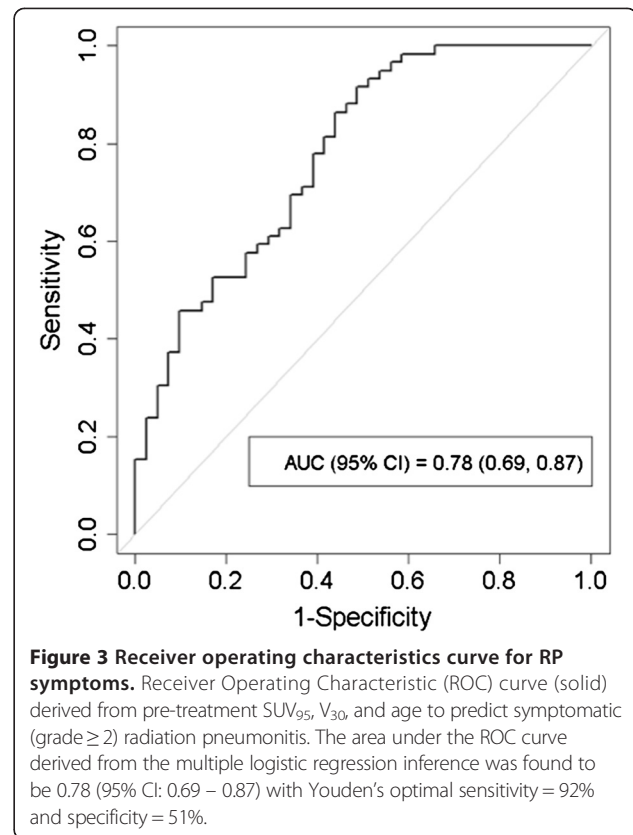 1.0
0.8
0.6
0.4
0.2
0.0
Sensitivity
AUC (95% CI) = 0.78 (0.69, 0.87)
0.0 0.2 0.4 0.6 0.8 1.0
1-Specificity
Figure 3 Receiver operating characteristics curve for RP
symptoms. Receiver Operating Characteristic (ROC) curve (solid)
derived from pre-treatment SUV95, V30, and age to predict symptomatic
(grade ≥ 2) radiation pneumonitis. The area under the ROC curve
derived from the multiple logistic regression inference was found to
be 0.78 (95% CI: 0.69 – 0.87) with Youden's optimal sensitivity = 92%
and specificity = 51%.